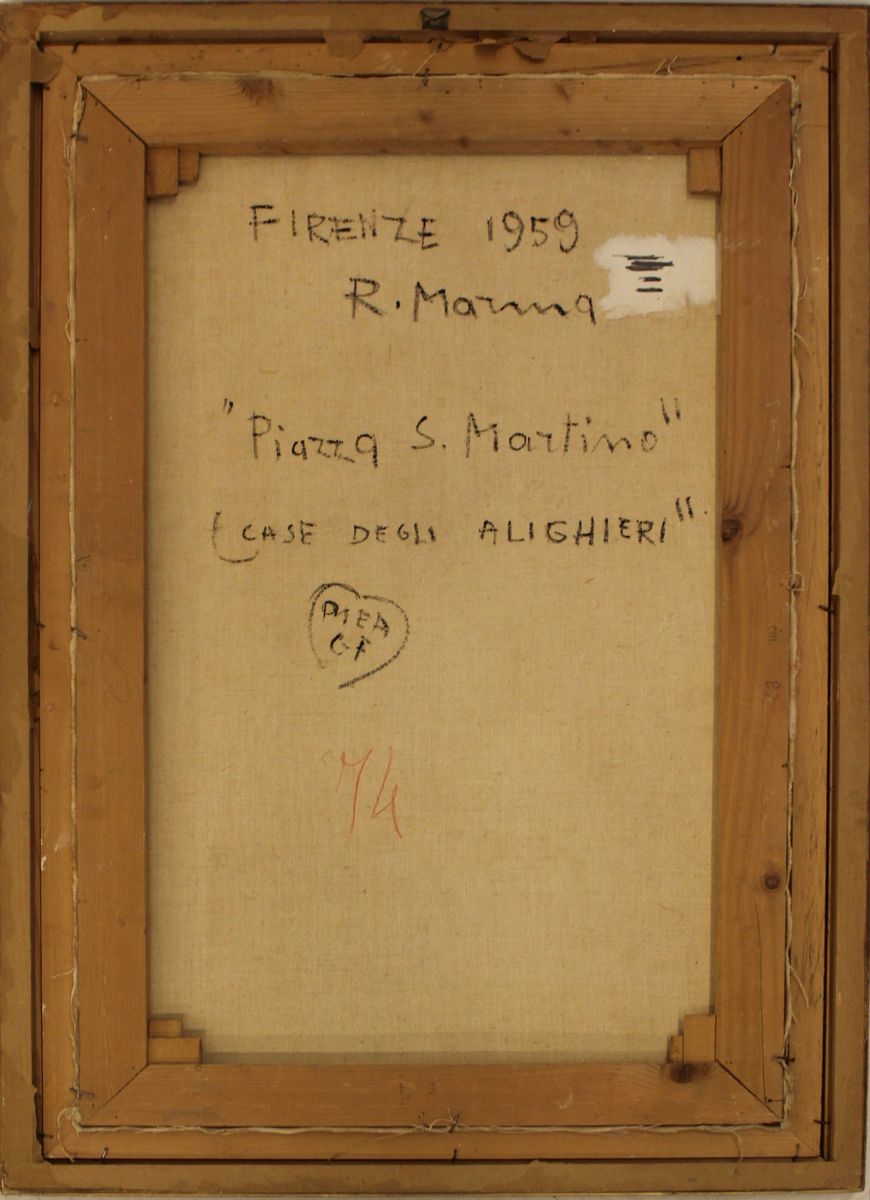 FIRENZE 1959
R. Marma
"Piazza S. Martino"
(CASE DEGLI ALIGHIERI"
74